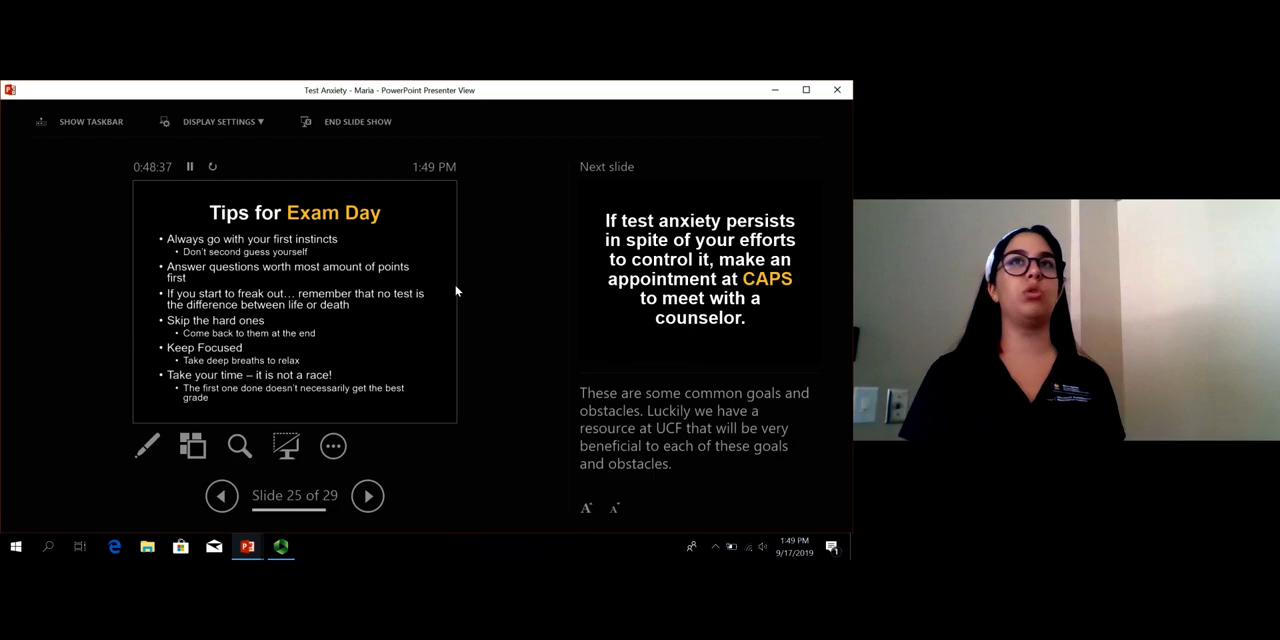 Test Anxiety - Maria - PowerPoint Presenter View
SHOW TASKBAR
DISPLAY SETTINGS ▼
END SLIDE SHOW
0:48:37
1:49 PM
Tips for Exam Day
• Always go with your first instincts
• Don't second guess yourself
• Answer questions worth most amount of points
first
• If you start to freak out… remember that no test is
the difference between life or death
• Skip the hard ones
• Come back to them at the end
• Keep Focused
• Take deep breaths to relax
• Take your time – it is not a race!
• The first one done doesn't necessarily get the best
grade
Slide 25 of 29
Next slide
If test anxiety persists
in spite of your efforts
to control it, make an
appointment at CAPS
to meet with a
counselor.
These are some common goals and
obstacles. Luckily we have a
resource at UCF that will be very
beneficial to each of these goals
and obstacles.
1:49 PM
9/17/2019